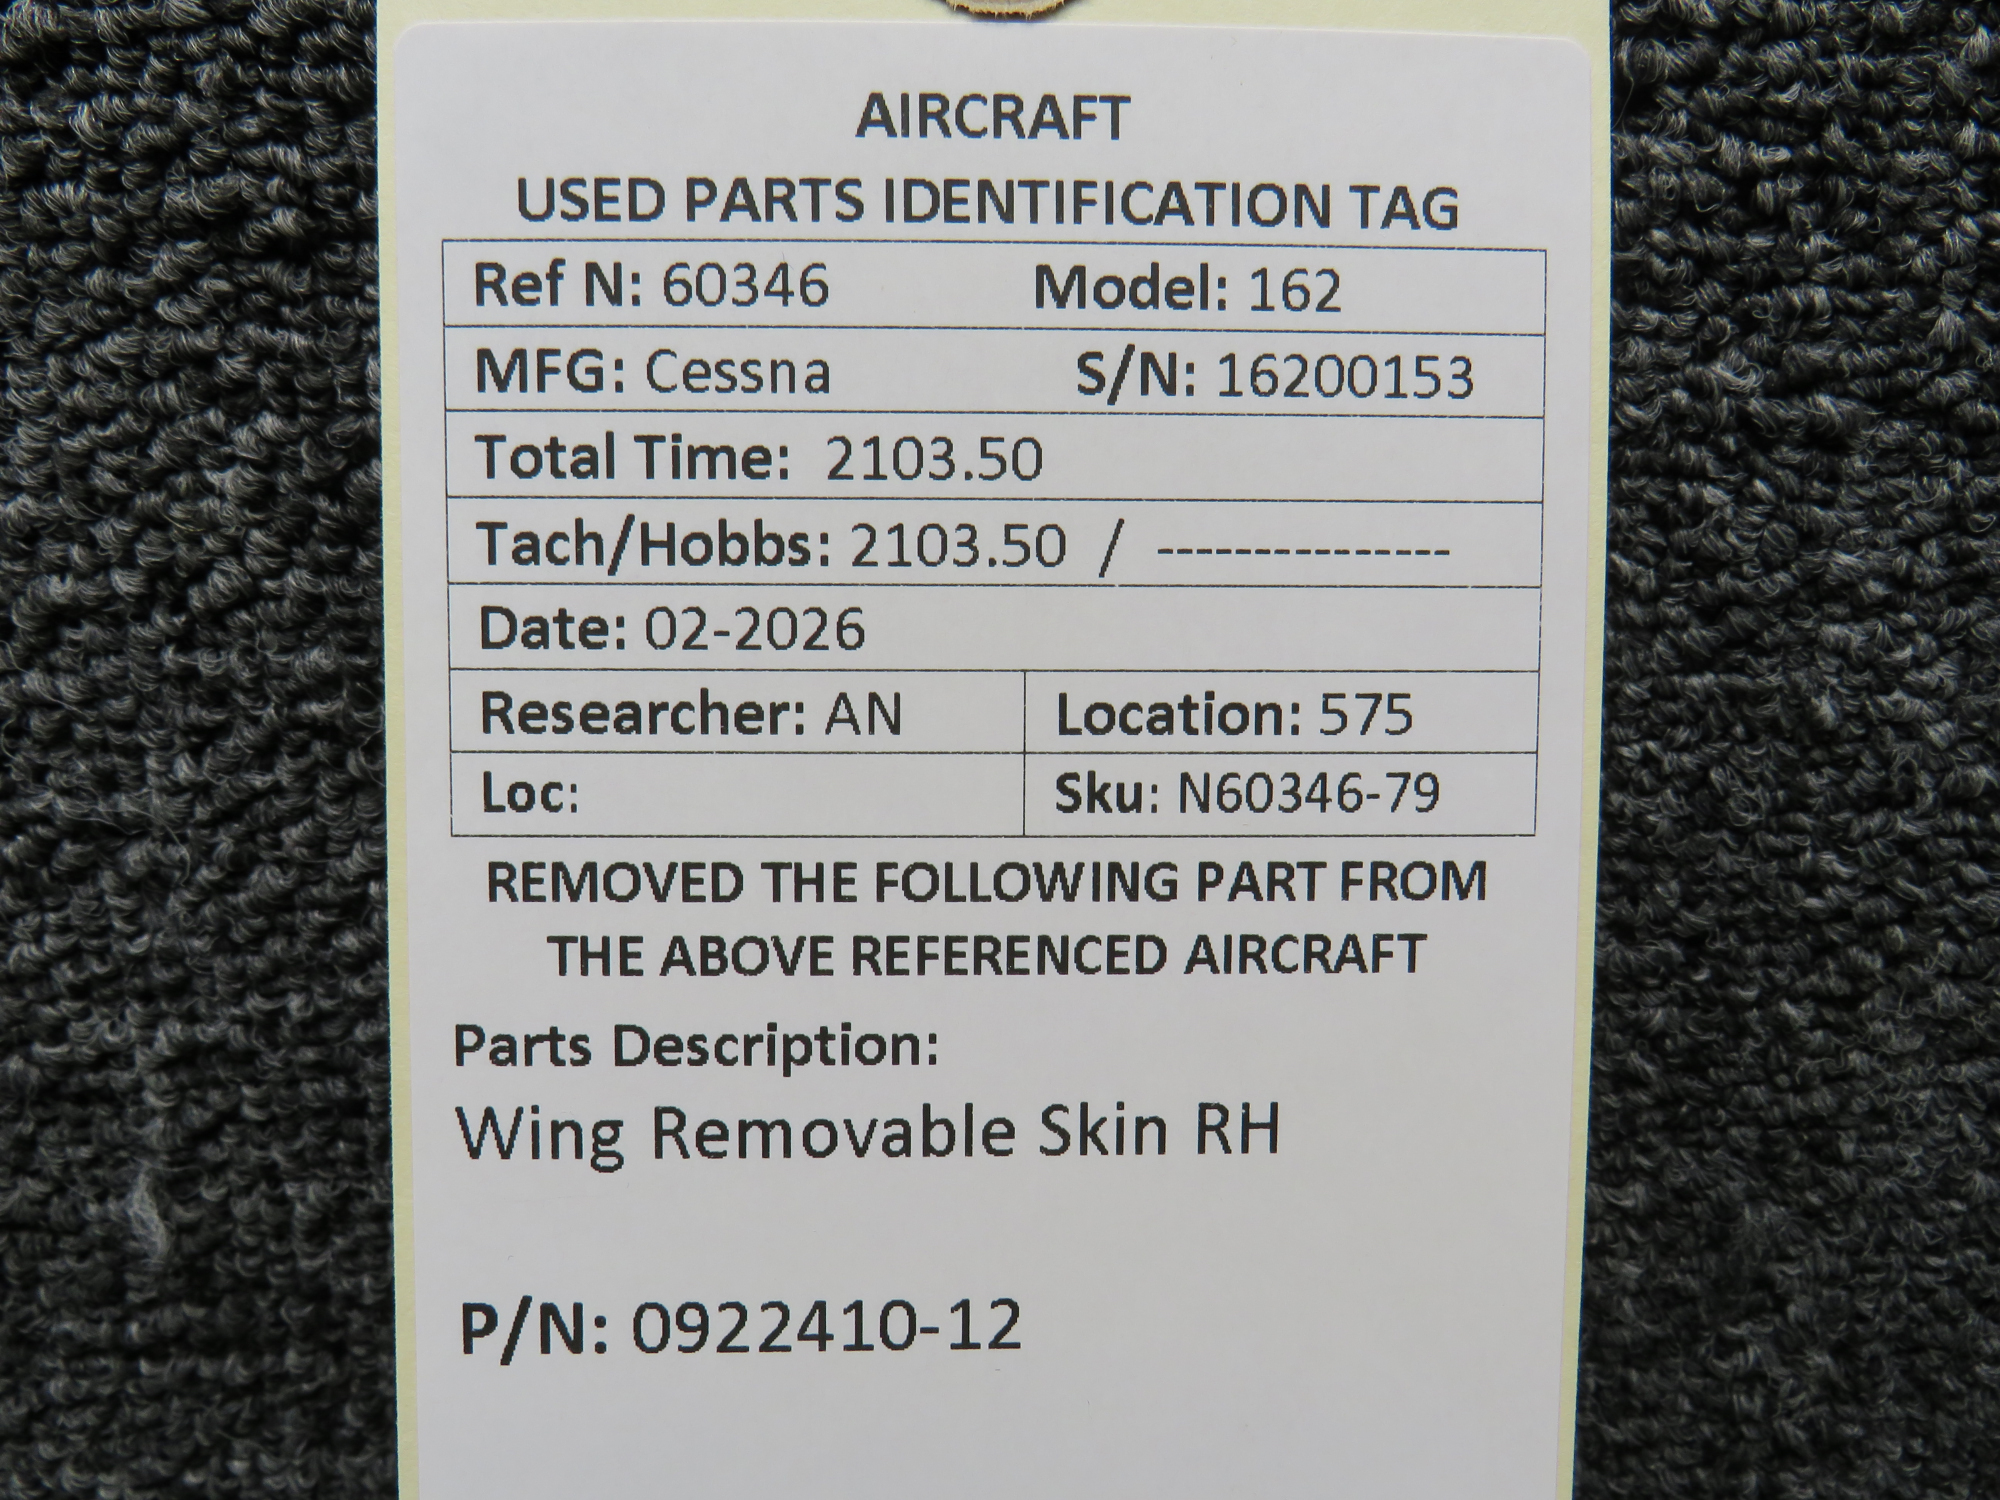 AIRCRAFT
USED PARTS IDENTIFICATION TAG
Ref N: 60346 Model: 162
MFG: Cessna S/N: 16200153
Total Time: 2103.50
Tach/Hobbs: 2103.50 / ---------------
Date: 02-2026
Researcher: AN Location: 575
Loc: Sku: N60346-79
REMOVED THE FOLLOWING PART FROM
THE ABOVE REFERENCED AIRCRAFT
Parts Description:
Wing Removable Skin RH
P/N: 0922410-12